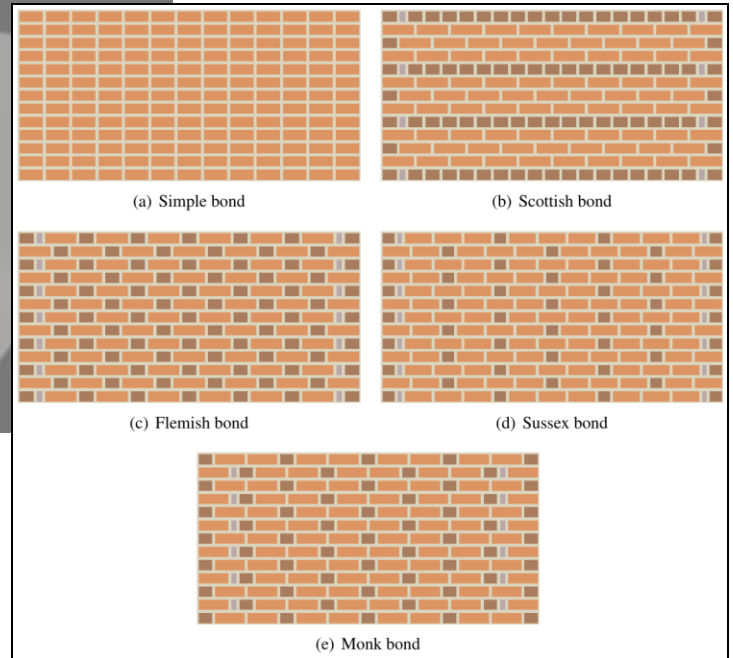 (a) Simple bond
(b) Scottish bond
(c) Flemish bond
(d) Sussex bond
(e) Monk bond